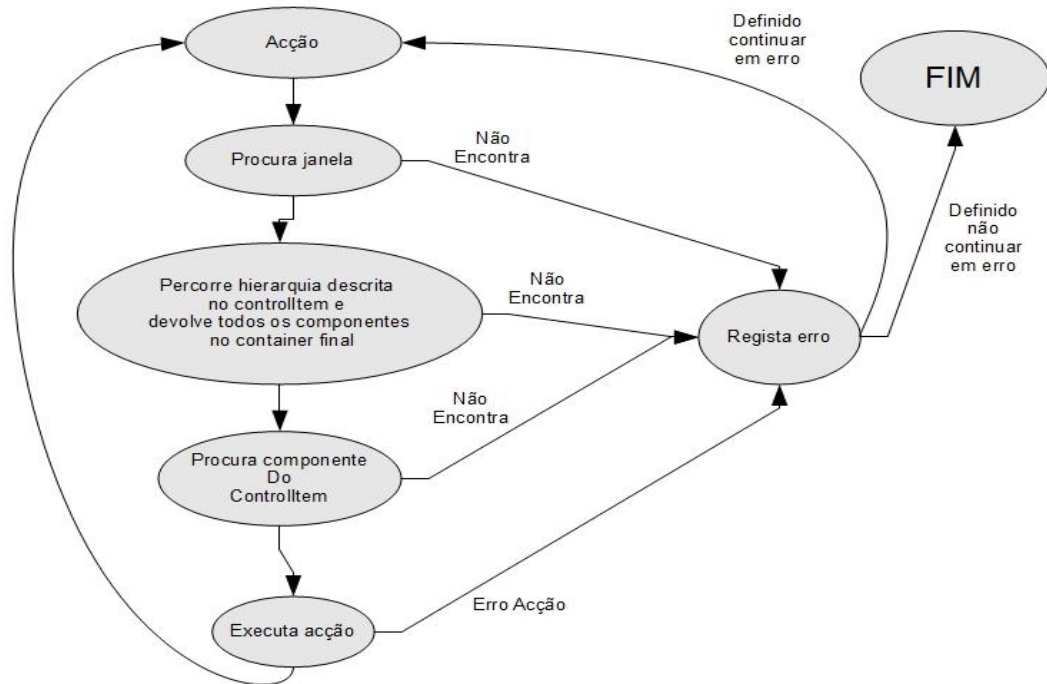 Acção
Definido
continuar
em erro
FIM
Procura janela
Não
Encontra
Definido
não
continuar
em erro
Percorre hierarquia descrita
no controlItem e
devolve todos os componentes
no container final
Não
Encontra
Regista erro
Não
Encontra
Procura componente
Do
ControlItem
Erro Acção
Executa acção